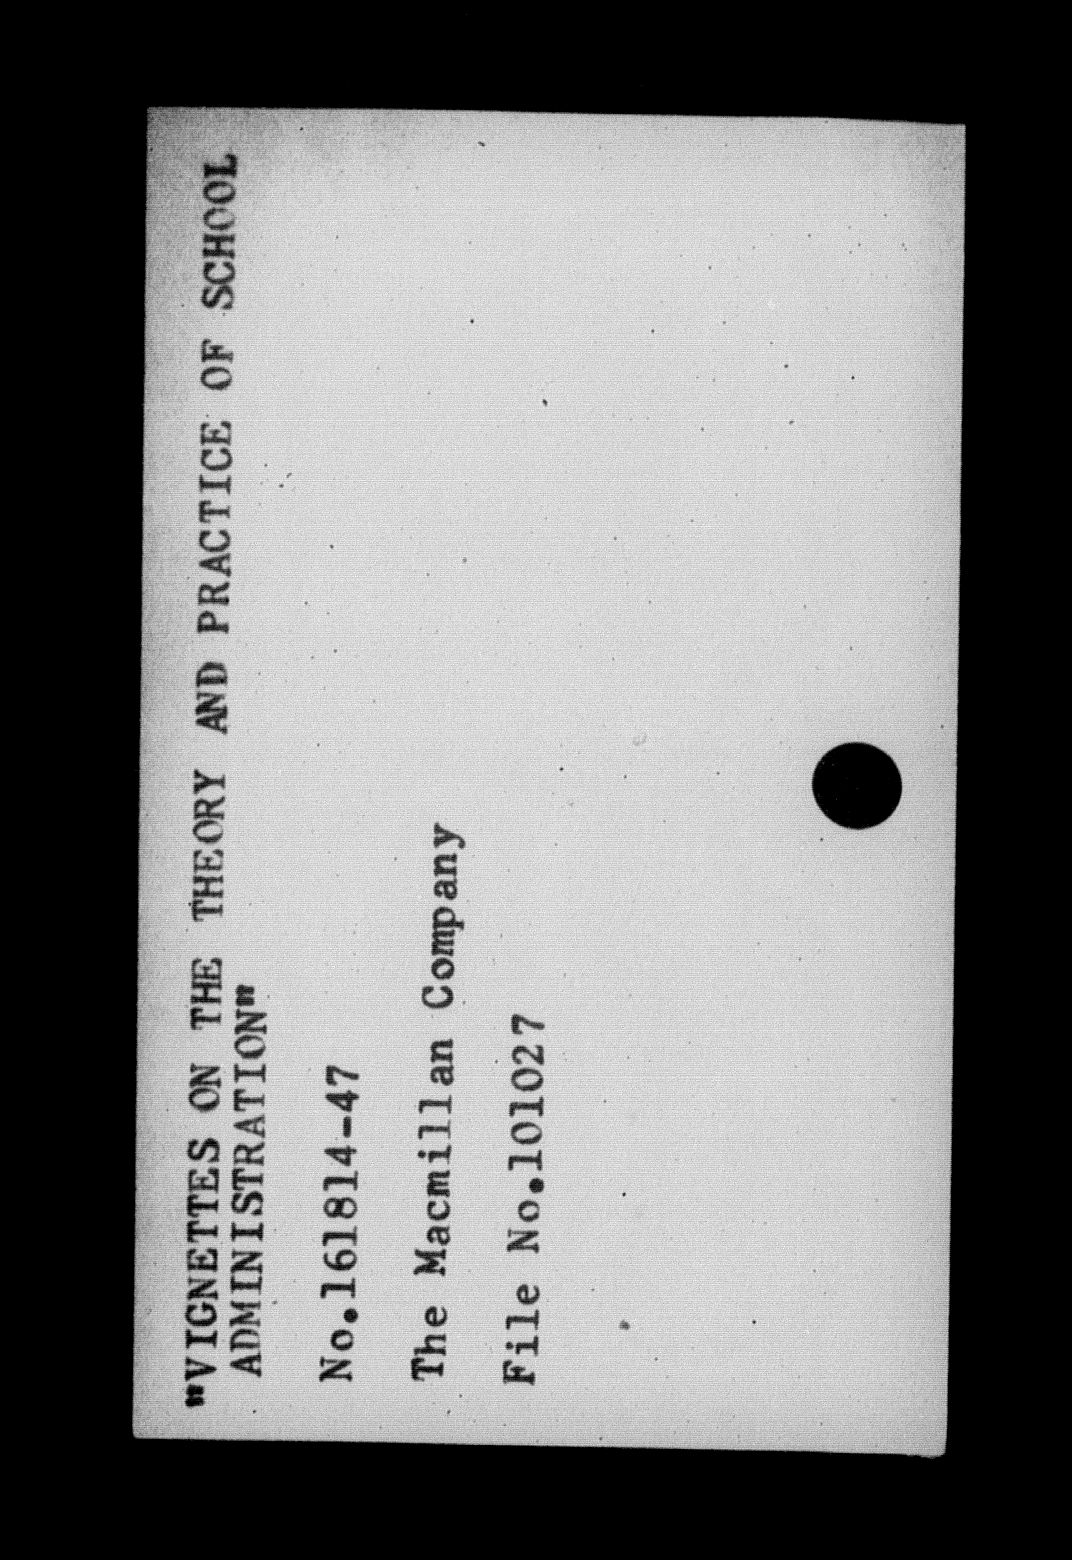 "VIGNETTES ON THE THEORY AND PRACTICE OF SCHOOL
ADMINISTRATION"
No.161814-47
The Macmillan Company
File No.101027